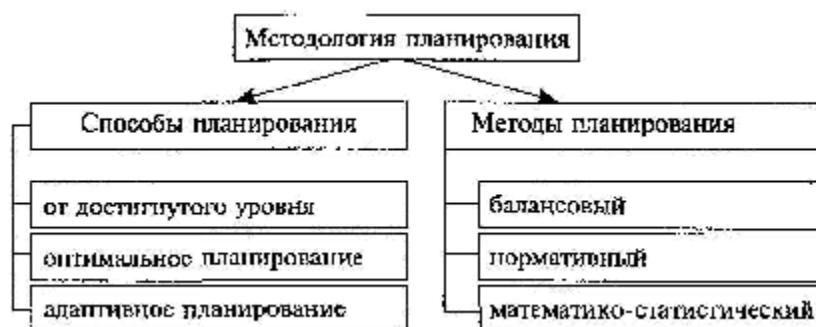 Методология планирования
Способы планирования
от достигнутого уровня
оптимальное планирование
адаптивное планирование
Методы планирования
балансовый
нормативный
математико-статистический